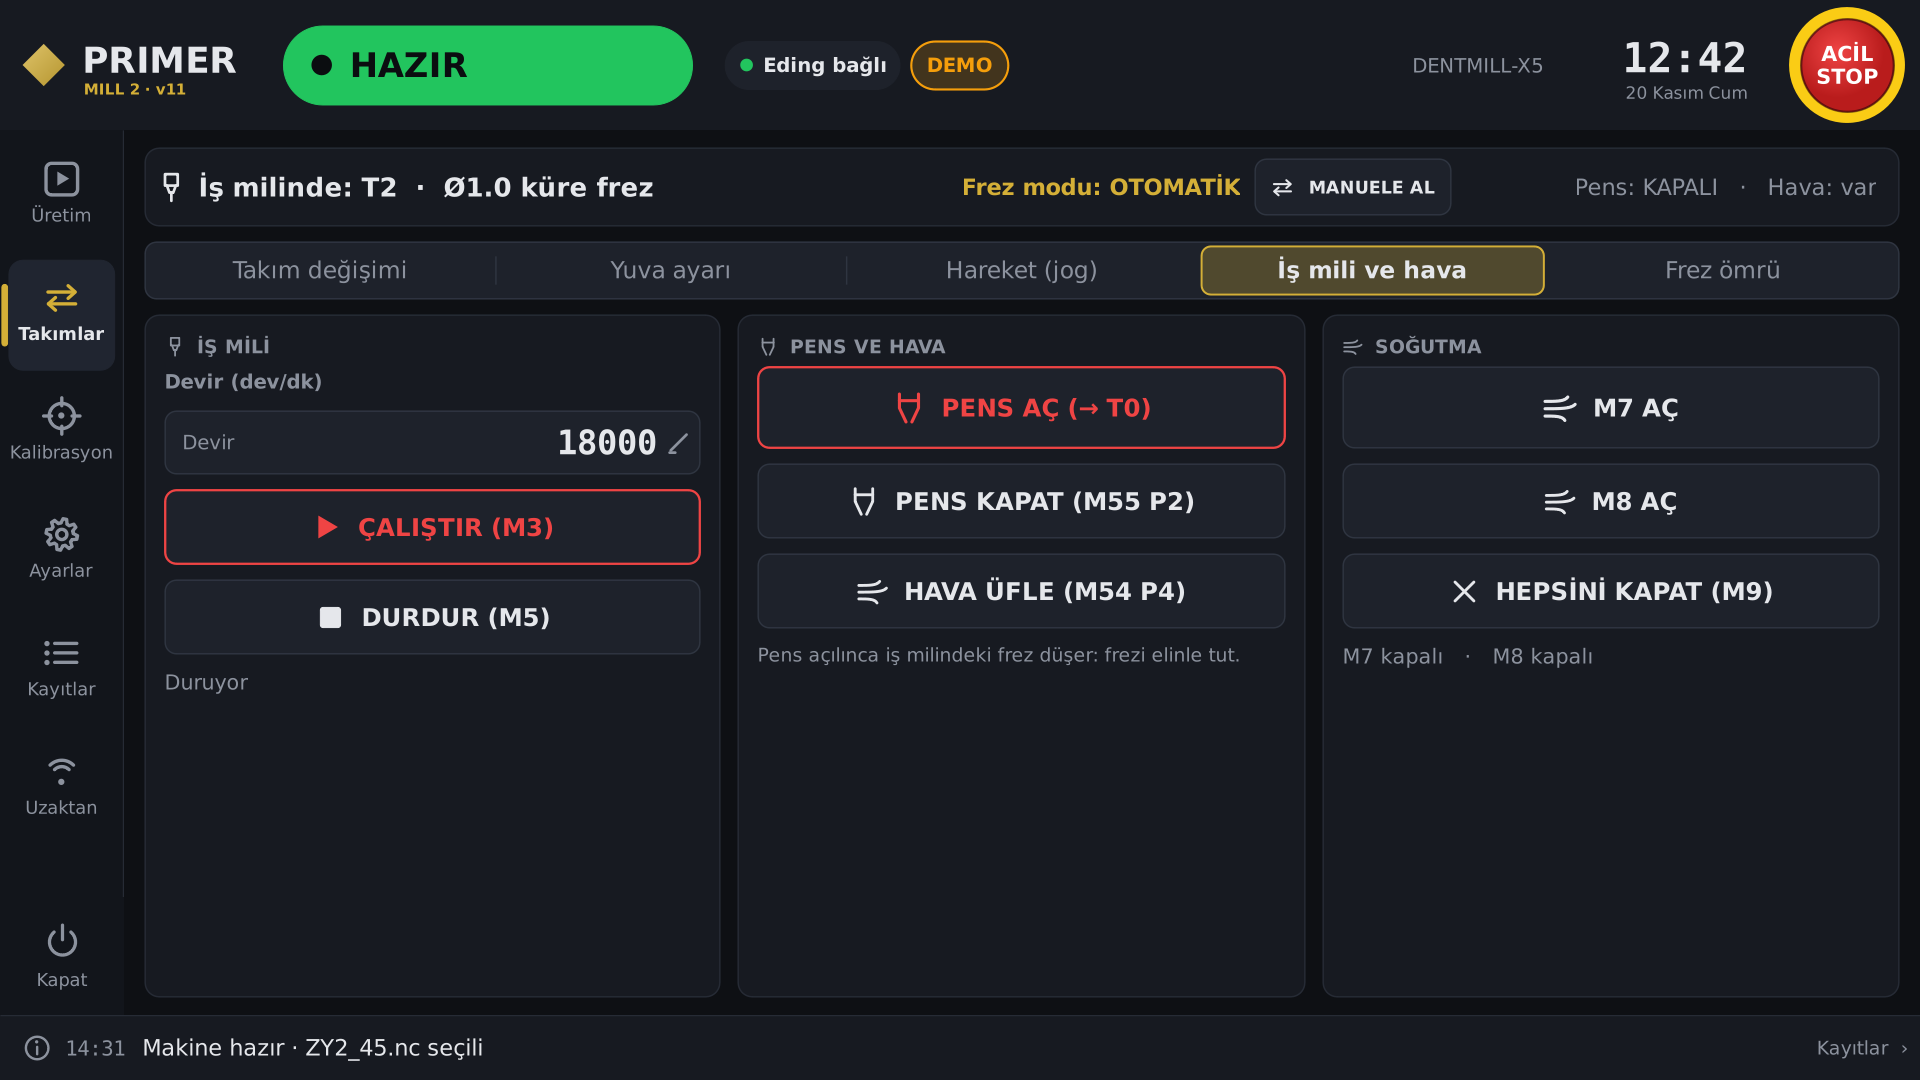 PRIMER
MILL 2 · v11
HAZIR
Eding bağlı
DEMO
DENTMILL-X5
12:42
20 Kasım Cum
ACİL
STOP
Üretim
Takımlar
Kalibrasyon
Ayarlar
Kayıtlar
Uzaktan
Kapat
İş milinde: T2 · Ø1.0 küre frez
Frez modu: OTOMATİK
MANUELE AL
Pens: KAPALI · Hava: var
Takım değişimi
Yuva ayarı
Hareket (jog)
İş mili ve hava
Frez ömrü
İŞ MİLİ
Devir (dev/dk)
Devir 18000
ÇALIŞTIR (M3)
DURDUR (M5)
Duruyor
PENS VE HAVA
PENS AÇ (→ T0)
PENS KAPAT (M55 P2)
HAVA ÜFLE (M54 P4)
Pens açılınca iş milindeki frez düşer: frezi elinle tut.
SOĞUTMA
M7 AÇ
M8 AÇ
HEPSİNİ KAPAT (M9)
M7 kapalı · M8 kapalı
14:31 Makine hazır · ZY2_45.nc seçili
Kayıtlar ›